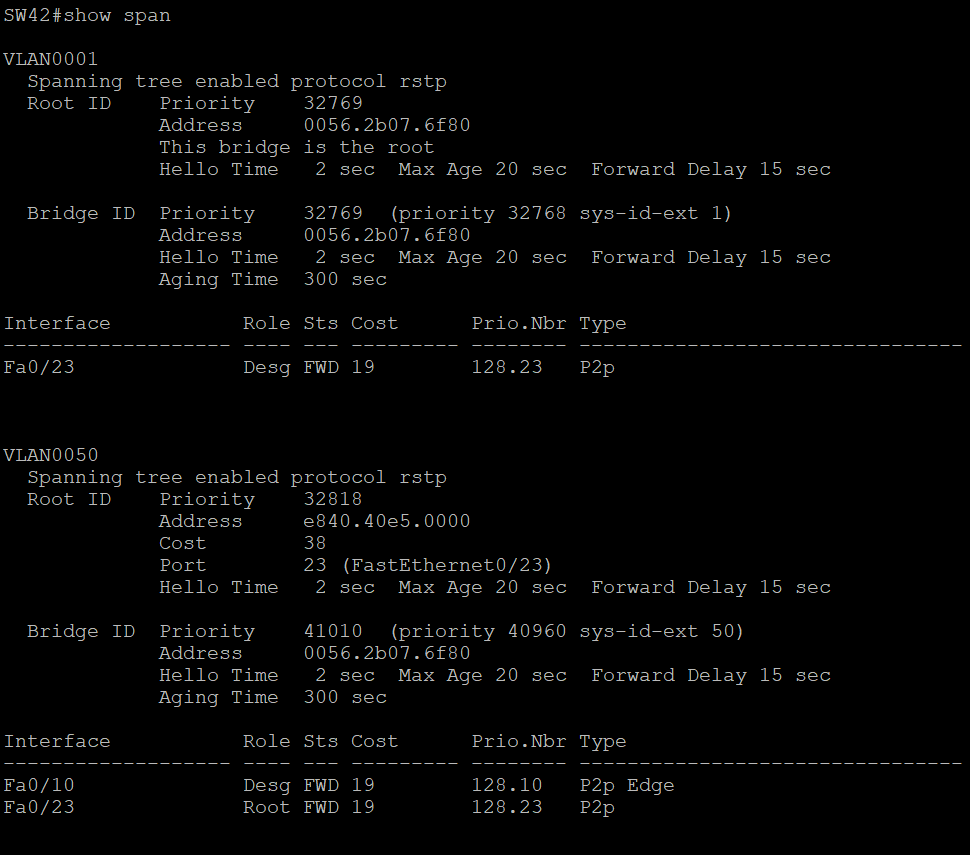 SW42#show span
VLAN0001
  Spanning tree enabled protocol rstp
  Root ID    Priority    32769
             Address     0056.2b07.6f80
             This bridge is the root
             Hello Time   2 sec  Max Age 20 sec  Forward Delay 15 sec
  Bridge ID  Priority    32769  (priority 32768 sys-id-ext 1)
             Address     0056.2b07.6f80
             Hello Time   2 sec  Max Age 20 sec  Forward Delay 15 sec
             Aging Time  300 sec
Interface           Role Sts Cost      Prio.Nbr Type
------------------- ---- --- --------- -------- --------------------------------
Fa0/23              Desg FWD 19        128.23   P2p
VLAN0050
  Spanning tree enabled protocol rstp
  Root ID    Priority    32818
             Address     e840.40e5.0000
             Cost        38
             Port        23 (FastEthernet0/23)
             Hello Time   2 sec  Max Age 20 sec  Forward Delay 15 sec
  Bridge ID  Priority    41010  (priority 40960 sys-id-ext 50)
             Address     0056.2b07.6f80
             Hello Time   2 sec  Max Age 20 sec  Forward Delay 15 sec
             Aging Time  300 sec
Interface           Role Sts Cost      Prio.Nbr Type
------------------- ---- --- --------- -------- --------------------------------
Fa0/10              Desg FWD 19        128.10   P2p Edge
Fa0/23              Root FWD 19        128.23   P2p